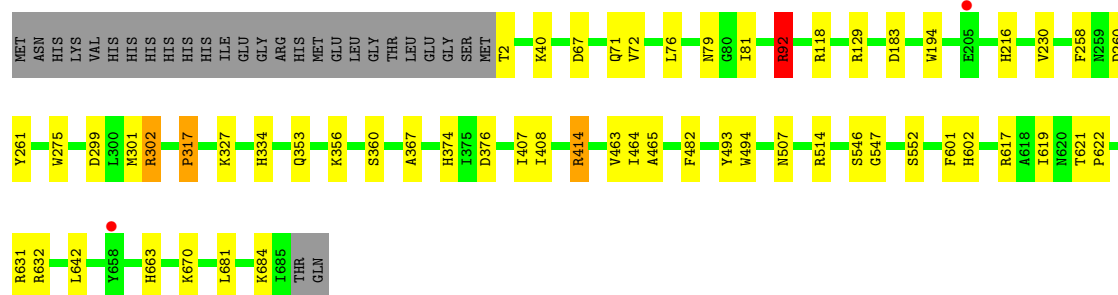 MET ASN HIS LYS VAL HIS HIS HIS HIS HIS HIS ILE GLU GLY ARG HIS MET GLU LEU GLY THR LEU GLU GLY SER MET T2 K40 D67 Q71 V72 L76 N79 G80 I81 R92 R118 R129 D183 W194 E205 H216 V230 F258 N259 D260
Y261 W275 D299 L300 M301 R302 P317 K327 H334 Q353 K356 S360 A367 H374 I375 D376 I407 I408 R414 V463 I464 A465 F482 Y493 W494 N507 R514 S546 G547 S552 F601 H602 R617 A618 I619 N620 T621 P622
R631 R632 L642 Y658 H663 K670 L681 K684 I685 THR GLN